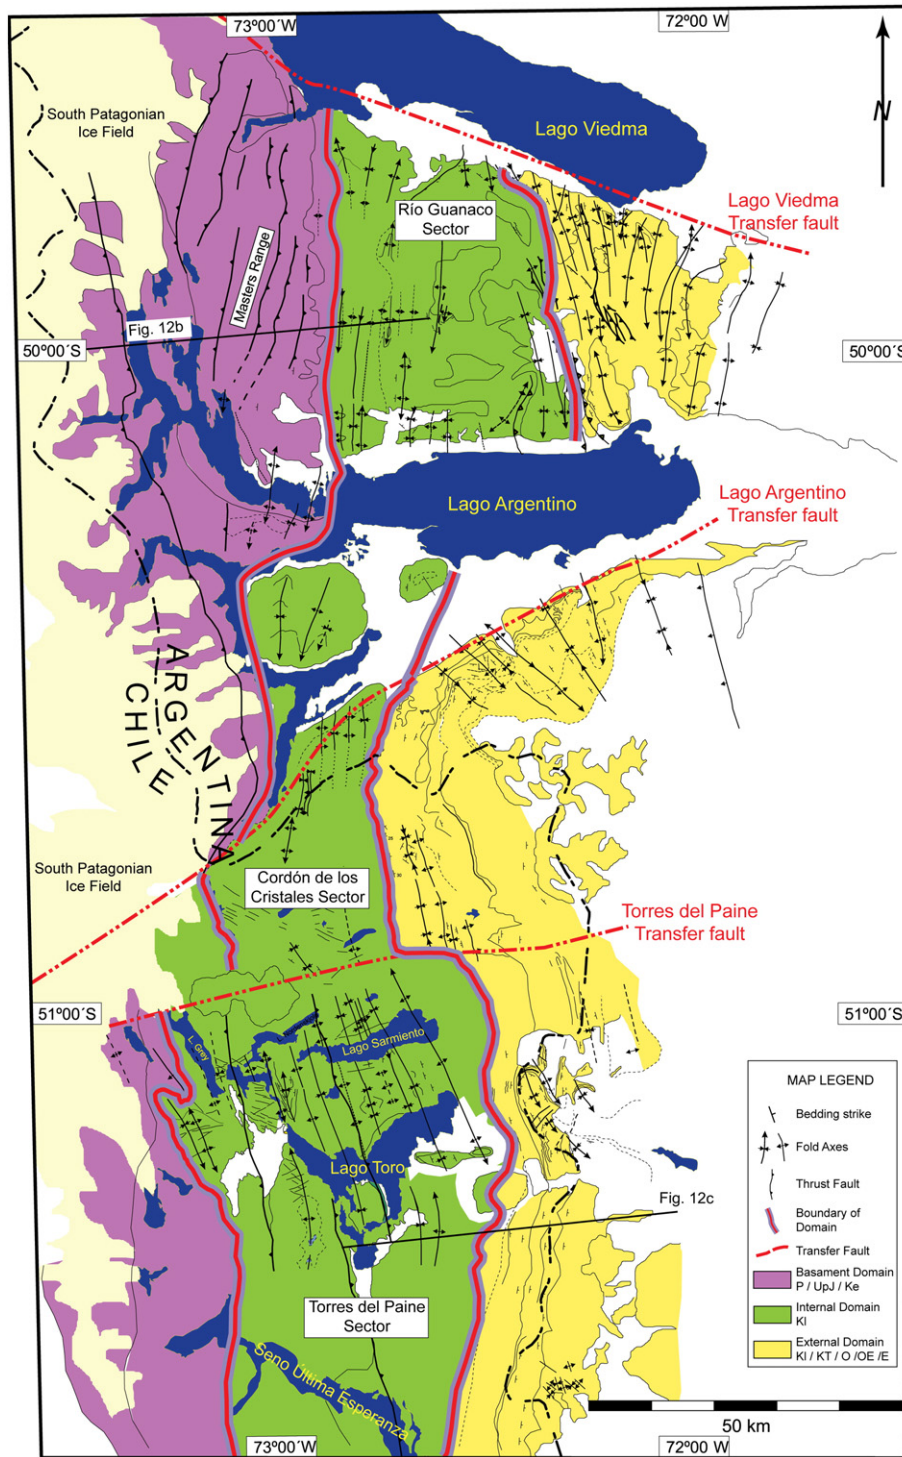 73º00´W
72º00 W
South Patagonian
Ice Field
Lago Viedma
N
Río Guanaco
Sector
Lago Viedma
Transfer fault
Masters Range
Fig. 12b
50º00´S
50º00´S
Lago Argentino
Lago Argentino
Transfer fault
ARGENTINA
CHILE
South Patagonian
Ice Field
Cordón de los
Cristales Sector
Torres del Paine
Transfer fault
51º00´S
51º00´S
L. Grey
Lago Sarmiento
Lago Toro
Fig. 12c
Torres del Paine
Sector
Seno Última Esperanza
MAP LEGEND
Bedding strike
Fold Axes
Thrust Fault
Boundary of
Domain
Transfer Fault
Basament Domain
P / UpJ / Ke
Internal Domain
Kl
External Domain
Kl / KT / O /OE /E
50 km
73º00´W
72º00 W